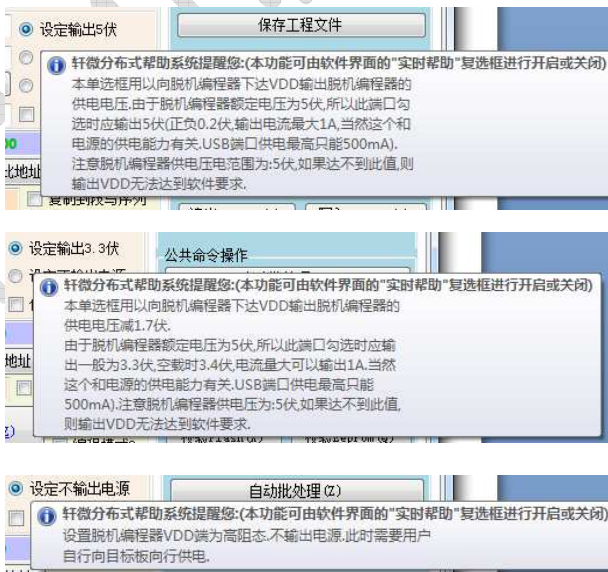 设定输出5伏
保存工程文件
轩微分布式帮助系统提醒您:(本功能可由软件界面的"实时帮助"复选框进行开启或关闭)
本单选框用以向脱机编程器下达VDD输出脱机编程器的
供电电压.由于脱机编程器额定电压为5伏,所以此端口勾
选时应输出5伏(正负0.2伏,输出电流最大1A,当然这个和
电源的供电能力有关.USB端口供电最高只能500mA).
注意脱机编程器供电压电范围为:5伏,如果达不到此值,则
输出VDD无法达到软件要求.
设定输出3.3伏
公共命令操作
轩微分布式帮助系统提醒您:(本功能可由软件界面的"实时帮助"复选框进行开启或关闭)
本单选框用以向脱机编程器下达VDD输出脱机编程器的
供电电压减1.7伏.
由于脱机编程器额定电压为5伏,所以此端口勾选时应输
出一般为3.3伏,空载时3.4伏,电流量大可以输出1A.当然
这个和电源的供电能力有关.USB端口供电最高只能
500mA).注意脱机编程器供电压为:5伏,如果达不到此值,
则输出VDD无法达到软件要求.
设定不输出电源
自动批处理(Z)
轩微分布式帮助系统提醒您:(本功能可由软件界面的"实时帮助"复选框进行开启或关闭)
设置脱机编程器VDD端为高阻态.不输出电源.此时需要用户
自行向目标板向行供电.